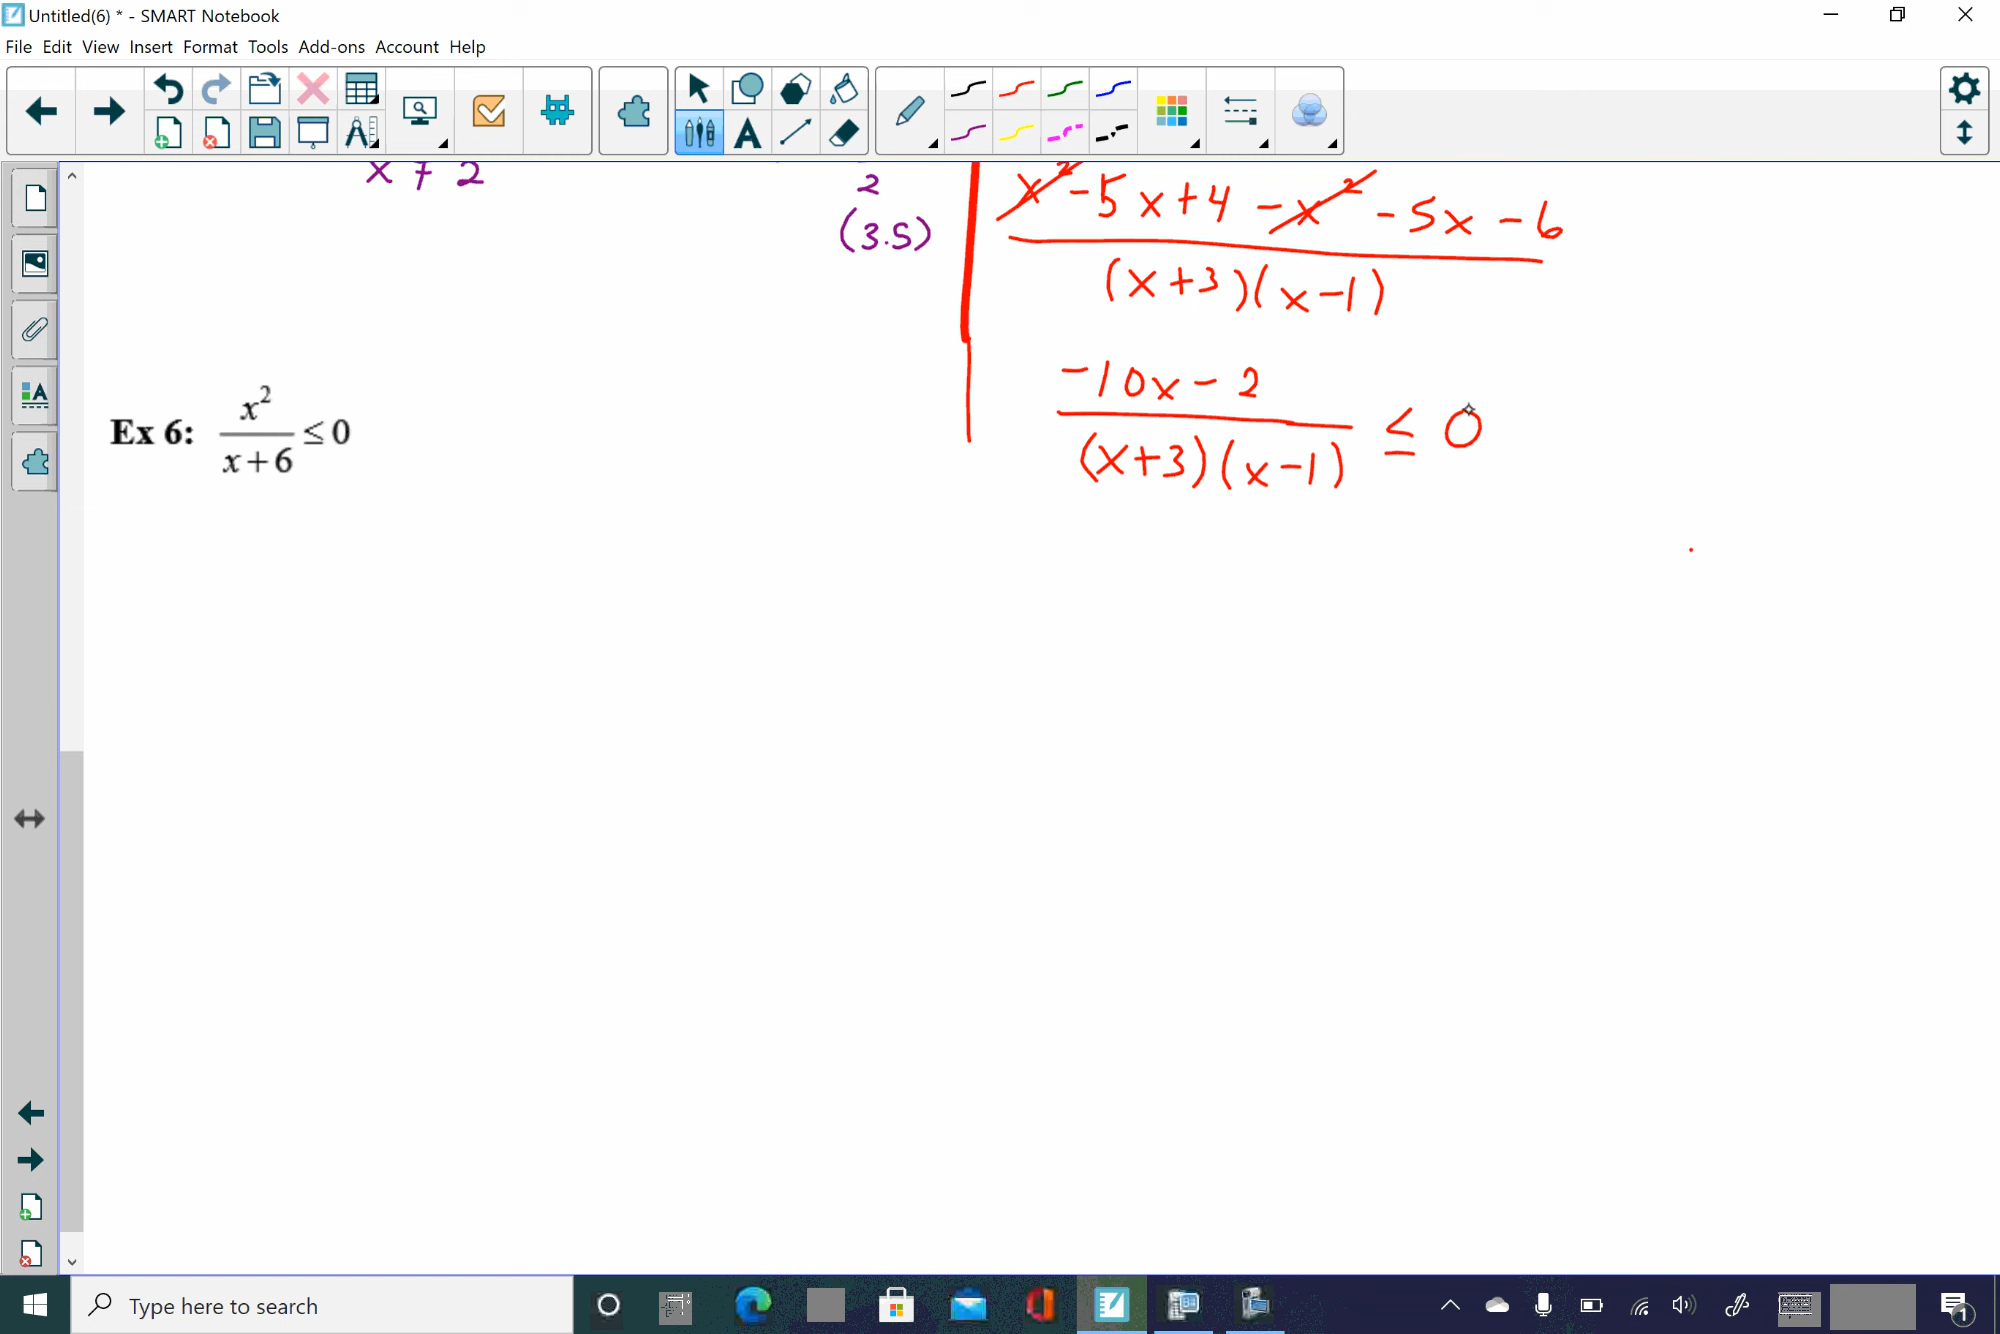 Untitled(6) * - SMART Notebook
File Edit View Insert Format Tools Add-ons Account Help
x ≠ 2
2
(3.5)
x² - 5x + 4 - x² - 5x - 6
(x+3)(x-1)
-10x - 2
(x+3)(x-1) ≤ 0
Ex 6: x²
x+6 ≤ 0
Type here to search
1